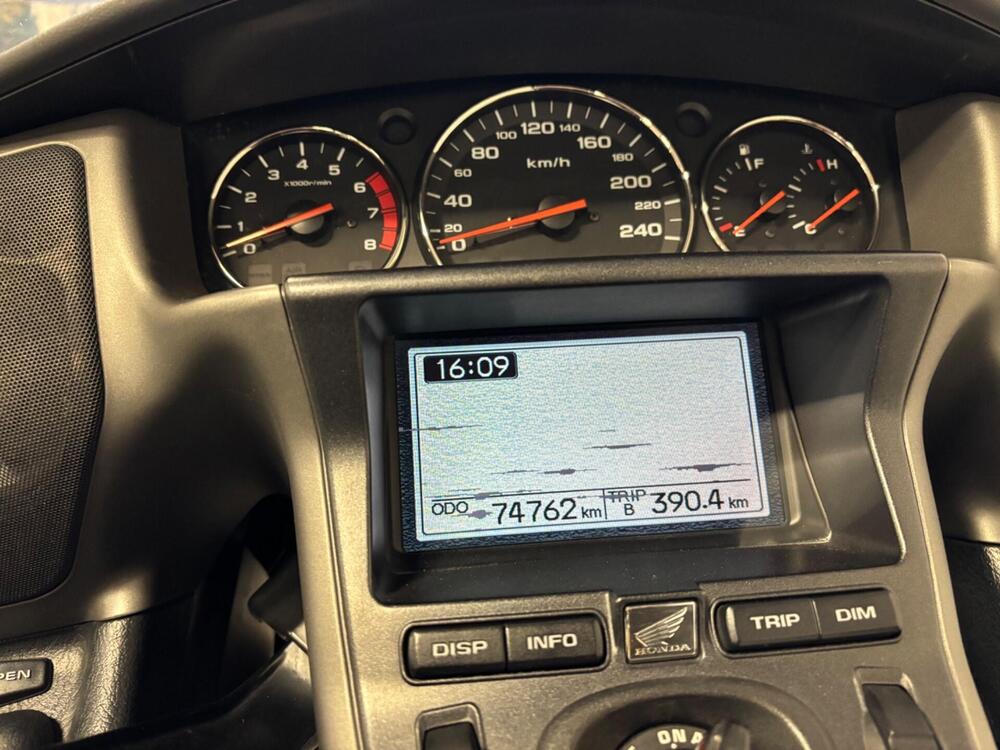 0 1 2 3 4 5 6 7 8
X1000r/min
0 20 40 60 80 100 120 140 160 180 200 220 240
km/h
F
E
H
16:09
ODO 74762 km
TRIP B 390.4 km
DISP INFO
HONDA
TRIP DIM
PEN
ON